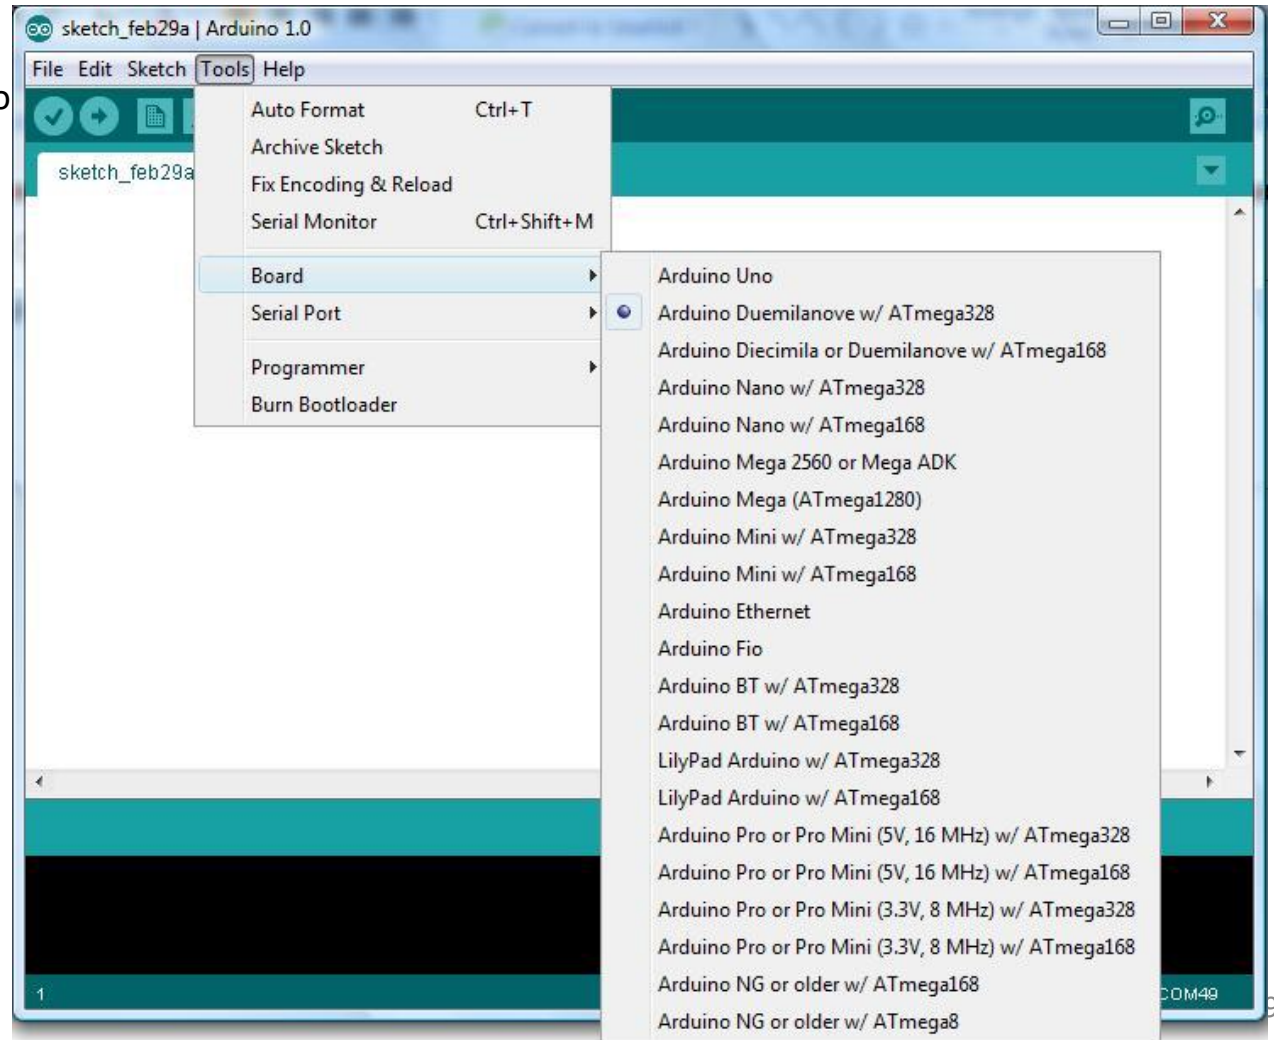 sketch_feb29a | Arduino 1.0
File Edit Sketch Tools Help
Auto Format Ctrl+T
Archive Sketch
sketch_feb29a
Fix Encoding & Reload
Serial Monitor Ctrl+Shift+M
Board
Serial Port
Programmer
Burn Bootloader
Arduino Uno
Arduino Duemilanove w/ ATmega328
Arduino Diecimila or Duemilanove w/ ATmega168
Arduino Nano w/ ATmega328
Arduino Nano w/ ATmega168
Arduino Mega 2560 or Mega ADK
Arduino Mega (ATmega1280)
Arduino Mini w/ ATmega328
Arduino Mini w/ ATmega168
Arduino Ethernet
Arduino Fio
Arduino BT w/ ATmega328
Arduino BT w/ ATmega168
LilyPad Arduino w/ ATmega328
LilyPad Arduino w/ ATmega168
Arduino Pro or Pro Mini (5V, 16 MHz) w/ ATmega328
Arduino Pro or Pro Mini (5V, 16 MHz) w/ ATmega168
Arduino Pro or Pro Mini (3.3V, 8 MHz) w/ ATmega328
Arduino Pro or Pro Mini (3.3V, 8 MHz) w/ ATmega168
Arduino NG or older w/ ATmega168
Arduino NG or older w/ ATmega8
1 COM49